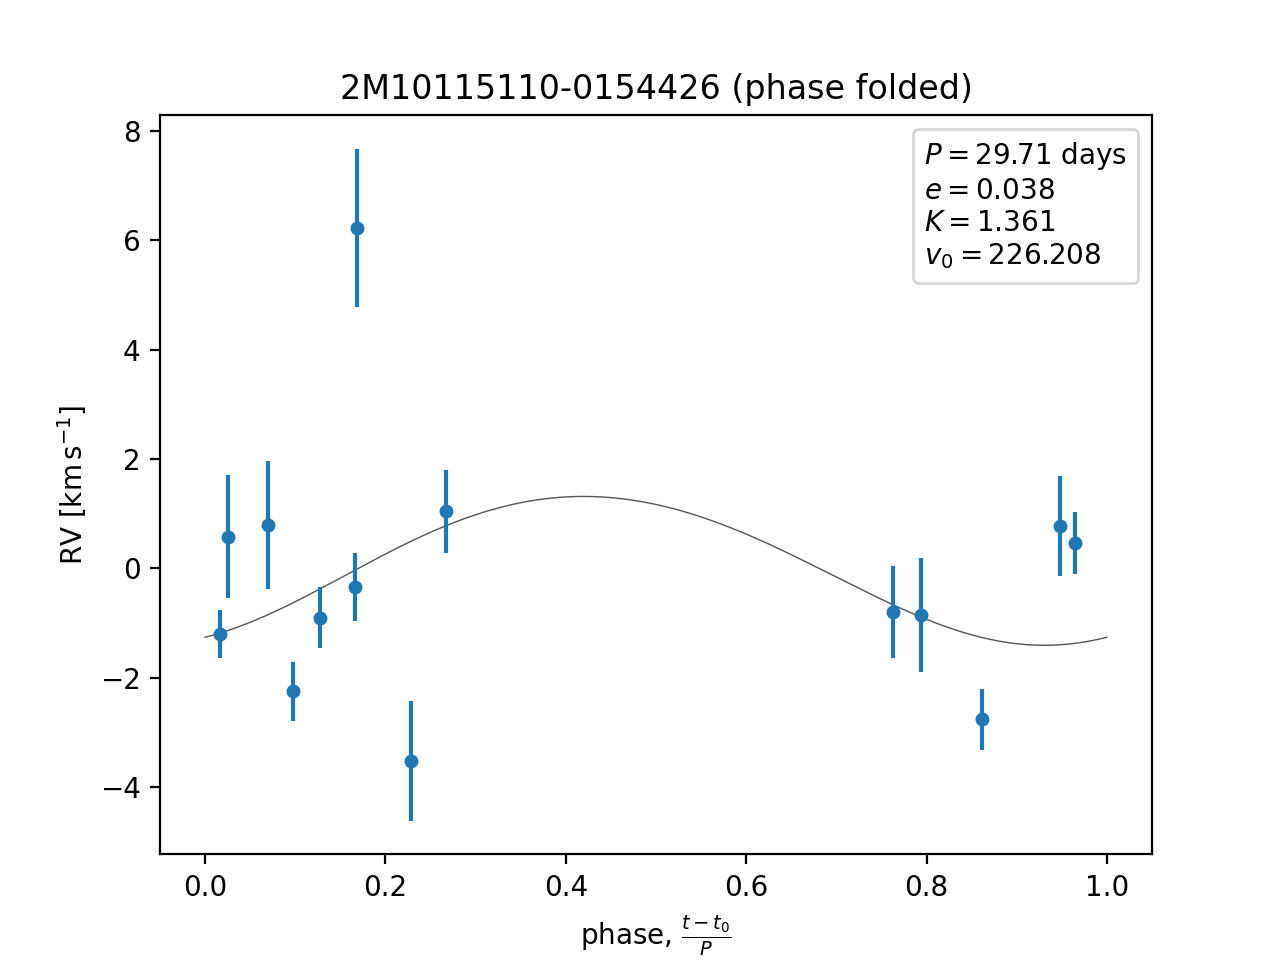 2M10115110-0154426 (phase folded)
P = 29.71 days
e = 0.038
K = 1.361
v₀ = 226.208
8
6
4
2
0
−2
−4
RV [km s⁻¹]
0.0 0.2 0.4 0.6 0.8 1.0
phase, (t − t₀)/P